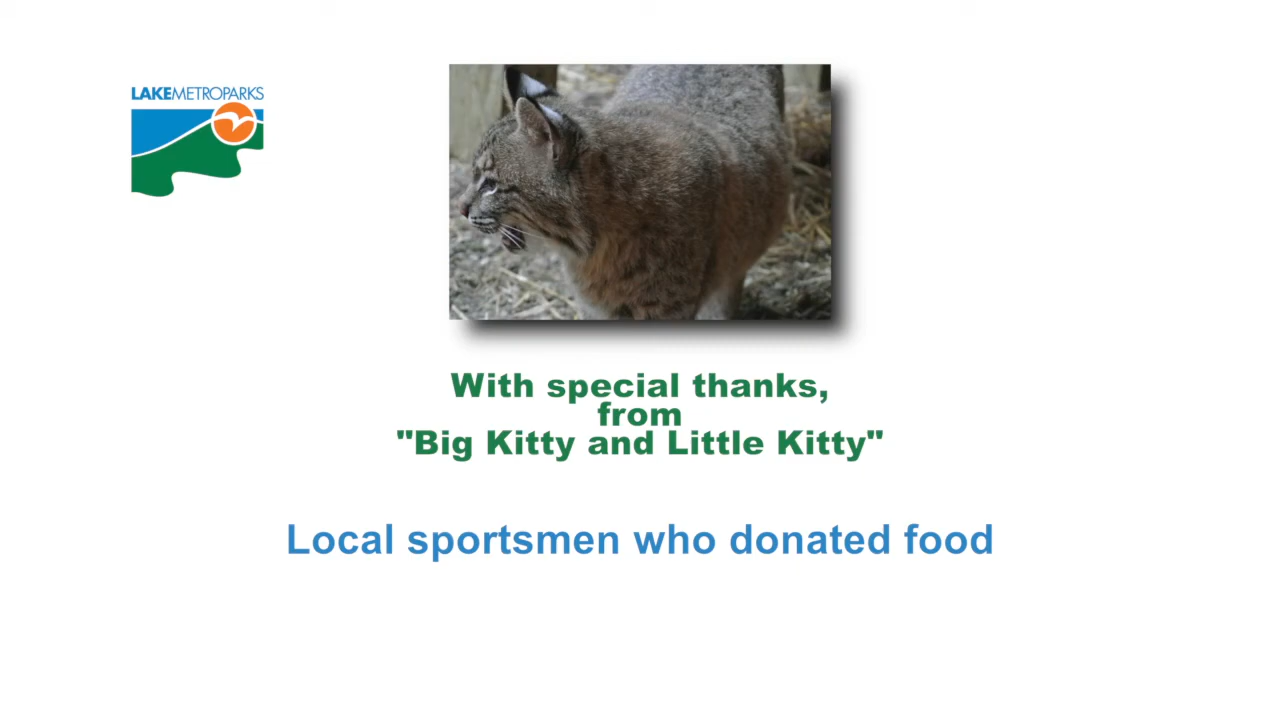 LAKEMETROPARKS
With special thanks,
from
"Big Kitty and Little Kitty"
Local sportsmen who donated food